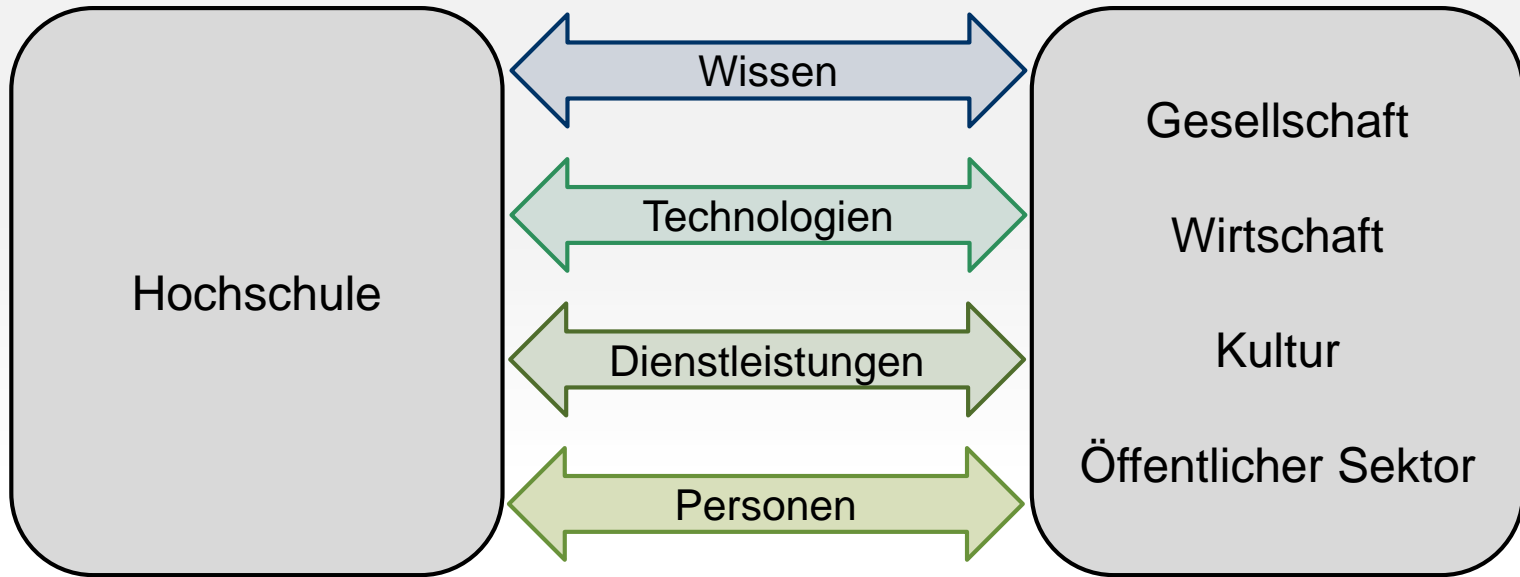 Hochschule
Wissen
Technologien
Dienstleistungen
Personen
Gesellschaft
Wirtschaft
Kultur
Öffentlicher Sektor